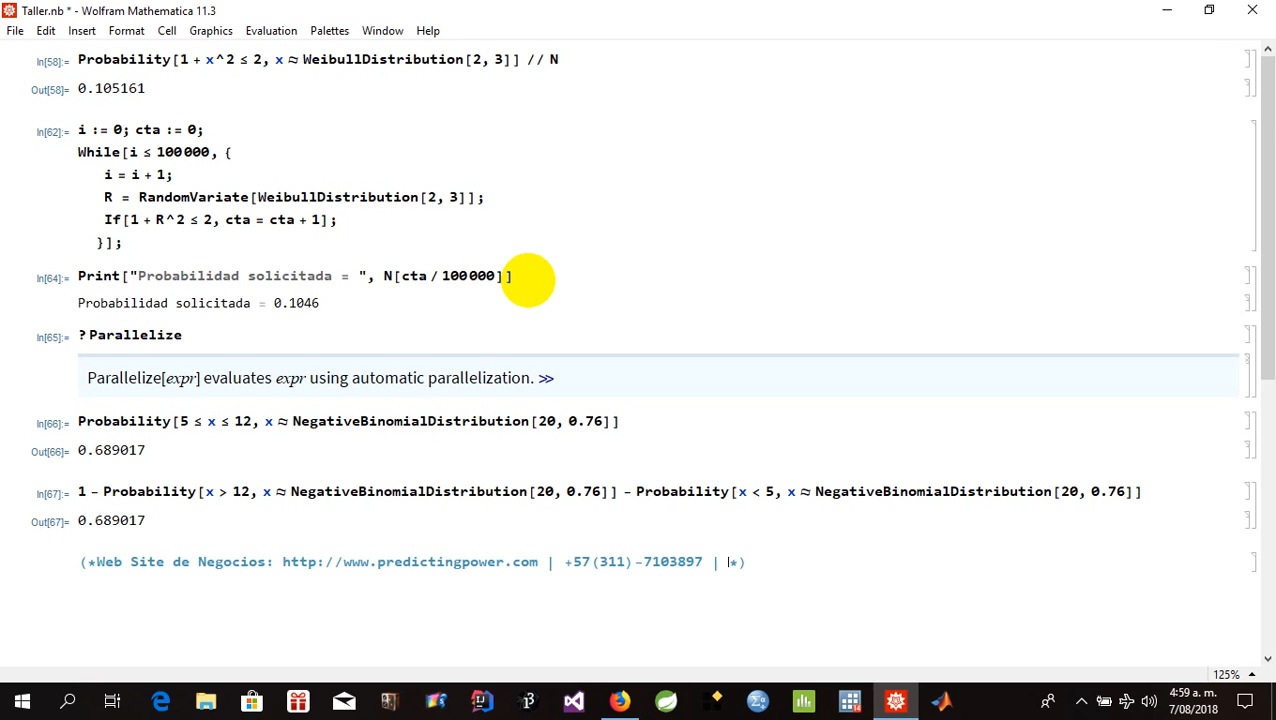 Taller.nb * - Wolfram Mathematica 11.3
File Edit Insert Format Cell Graphics Evaluation Palettes Window Help
In[58]:= Probability[1 + x^2 ≤ 2, x ≈ WeibullDistribution[2, 3]] // N
Out[58]= 0.105161
In[62]:= i := 0; cta := 0;
While[i ≤ 100000, {
i = i + 1;
R = RandomVariate[WeibullDistribution[2, 3]];
If[1 + R^2 ≤ 2, cta = cta + 1];
}];
In[64]:= Print["Probabilidad solicitada = ", N[cta / 100000]]
Probabilidad solicitada = 0.1046
In[65]:= ? Parallelize
Parallelize[expr] evaluates expr using automatic parallelization. ≫
In[66]:= Probability[5 ≤ x ≤ 12, x ≈ NegativeBinomialDistribution[20, 0.76]]
Out[66]= 0.689017
In[67]:= 1 - Probability[x > 12, x ≈ NegativeBinomialDistribution[20, 0.76]] - Probability[x < 5, x ≈ NegativeBinomialDistribution[20, 0.76]]
Out[67]= 0.689017
(*Web Site de Negocios: http://www.predictingpower.com | +57(311)-7103897 | *)
125%
4:59 a. m.
7/08/2018